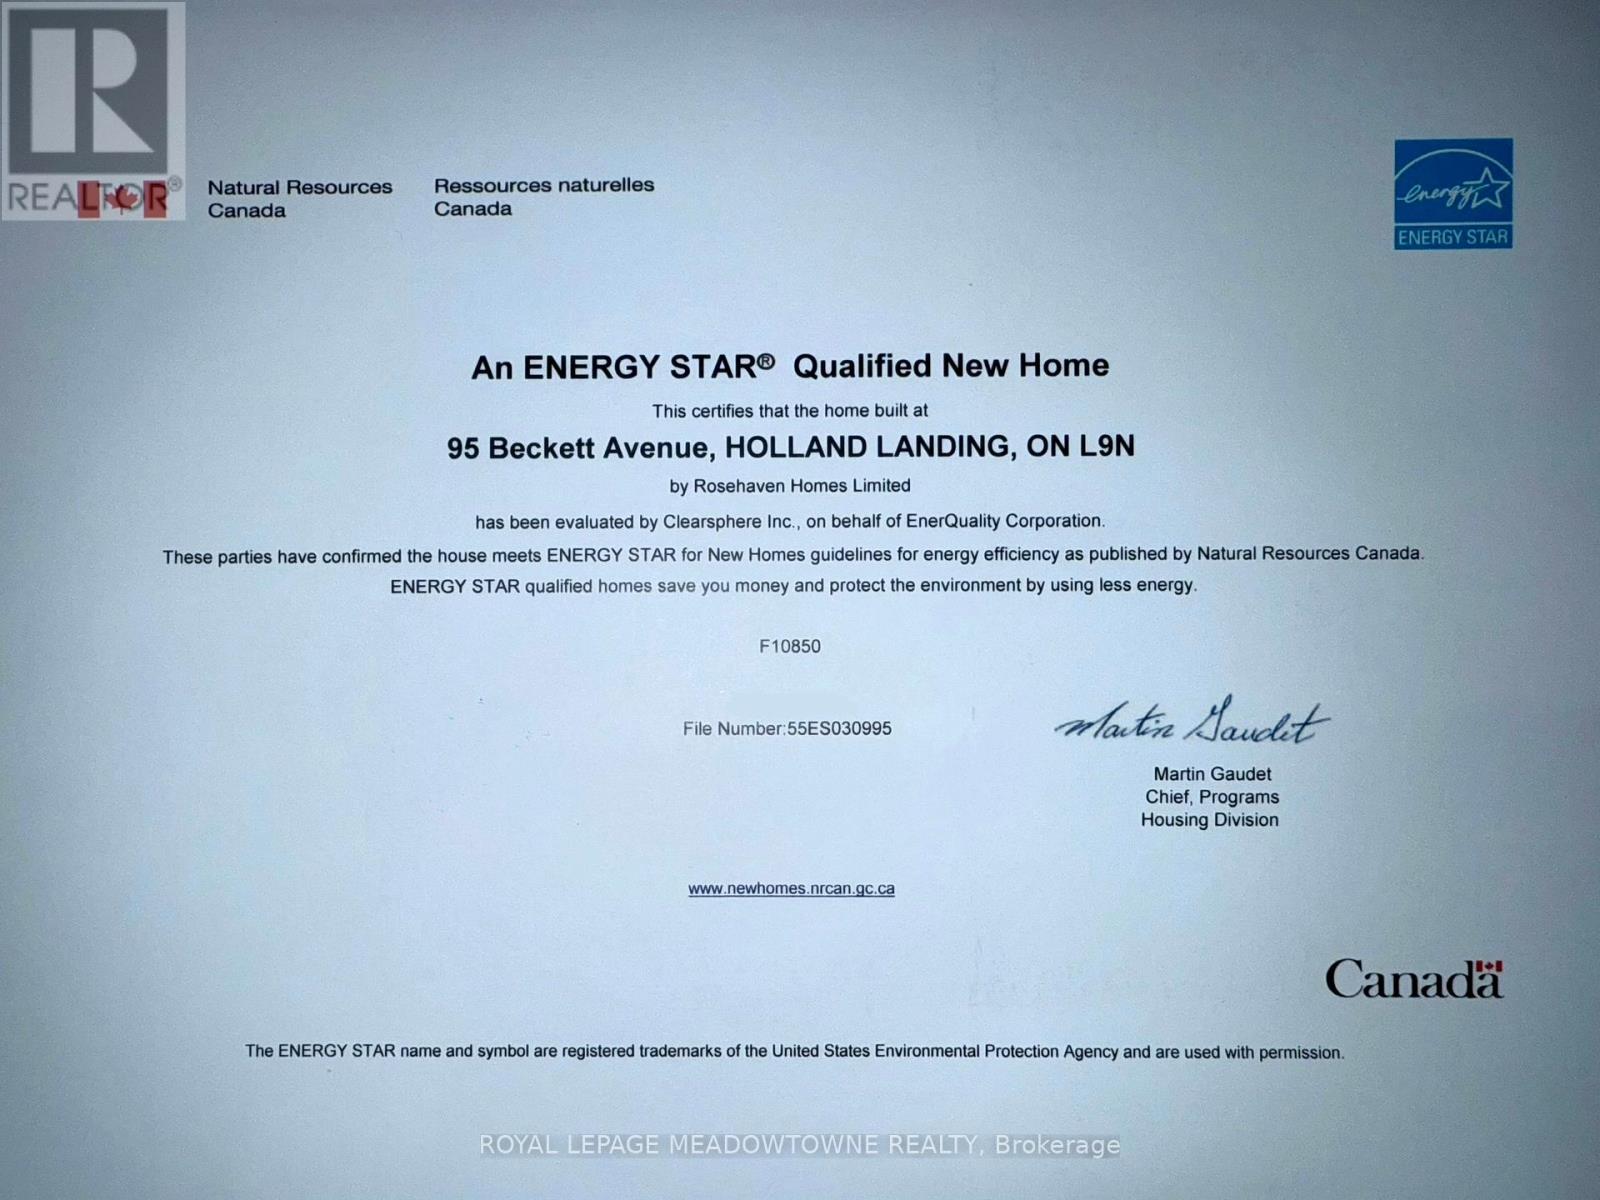 REALTOR®
Natural Resources Canada
Ressources naturelles Canada
energy
ENERGY STAR
An ENERGY STAR® Qualified New Home
This certifies that the home built at
95 Beckett Avenue, HOLLAND LANDING, ON L9N
by Rosehaven Homes Limited
has been evaluated by Clearsphere Inc., on behalf of EnerQuality Corporation.
These parties have confirmed the house meets ENERGY STAR for New Homes guidelines for energy efficiency as published by Natural Resources Canada.
ENERGY STAR qualified homes save you money and protect the environment by using less energy.
F10850
File Number:55ES030995
Martin Gaudet
Martin Gaudet
Chief, Programs
Housing Division
www.newhomes.nrcan.gc.ca
Canada
The ENERGY STAR name and symbol are registered trademarks of the United States Environmental Protection Agency and are used with permission.
ROYAL LEPAGE MEADOWTOWNE REALTY, Brokerage